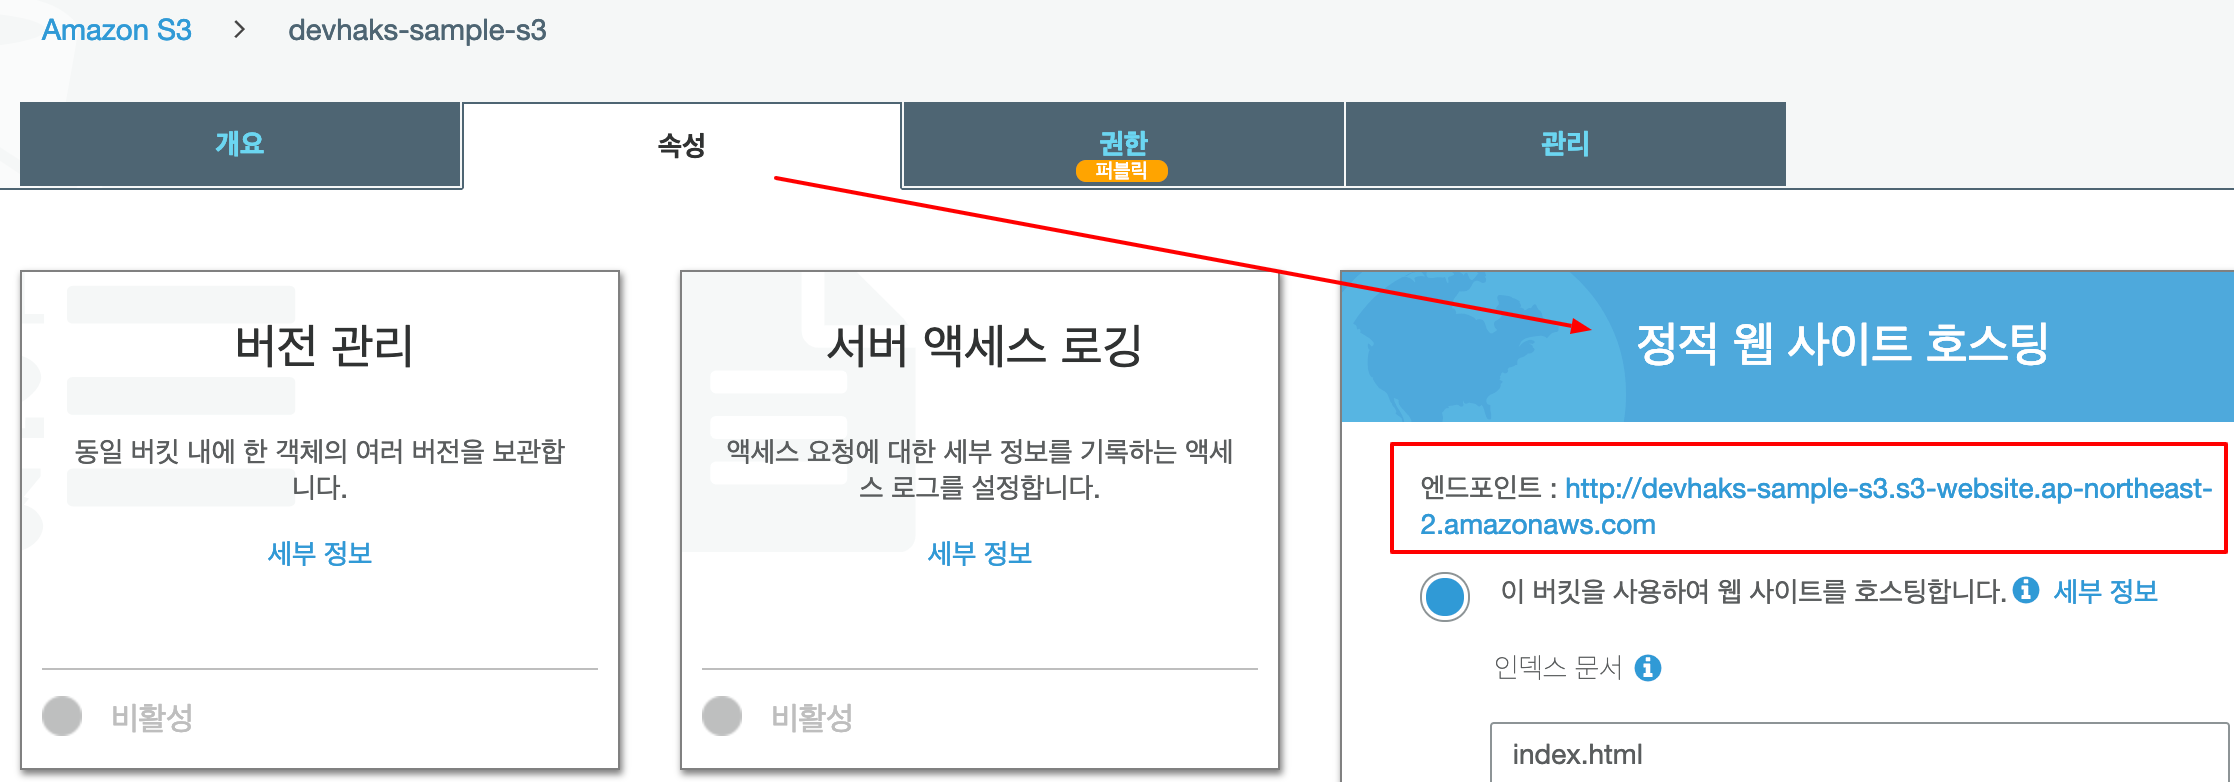 Amazon S3 > devhaks-sample-s3
개요
속성
권한
퍼블릭
관리
버전 관리
동일 버킷 내에 한 객체의 여러 버전을 보관합
니다.
세부 정보
비활성
서버 액세스 로깅
액세스 요청에 대한 세부 정보를 기록하는 액세
스 로그를 설정합니다.
세부 정보
비활성
정적 웹 사이트 호스팅
엔드포인트 : http://devhaks-sample-s3.s3-website.ap-northeast-
2.amazonaws.com
이 버킷을 사용하여 웹 사이트를 호스팅합니다. 세부 정보
인덱스 문서
index.html